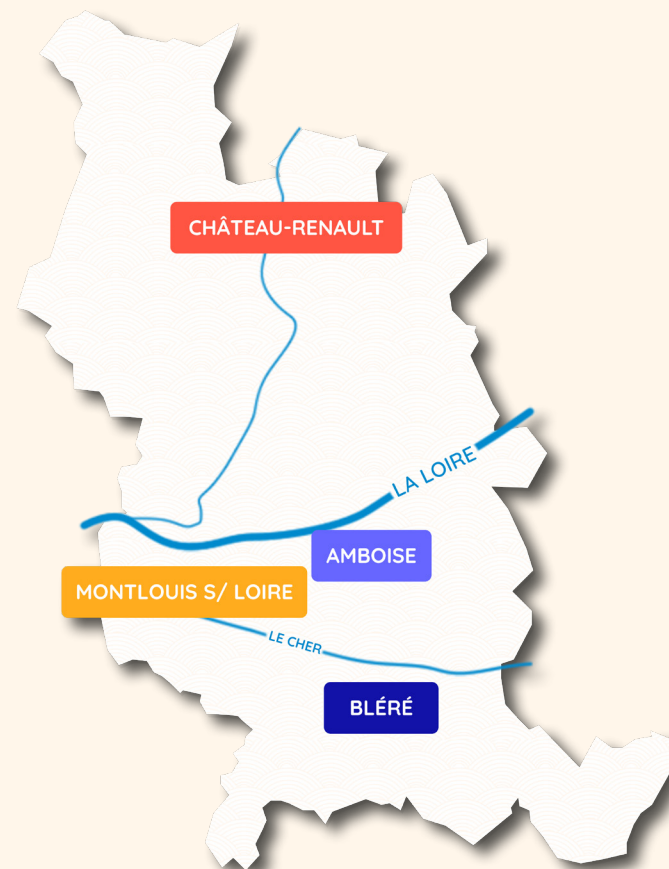 CHÂTEAU-RENAULT
LA LOIRE
AMBOISE
MONTLOUIS S/ LOIRE
LE CHER
BLÉRÉ